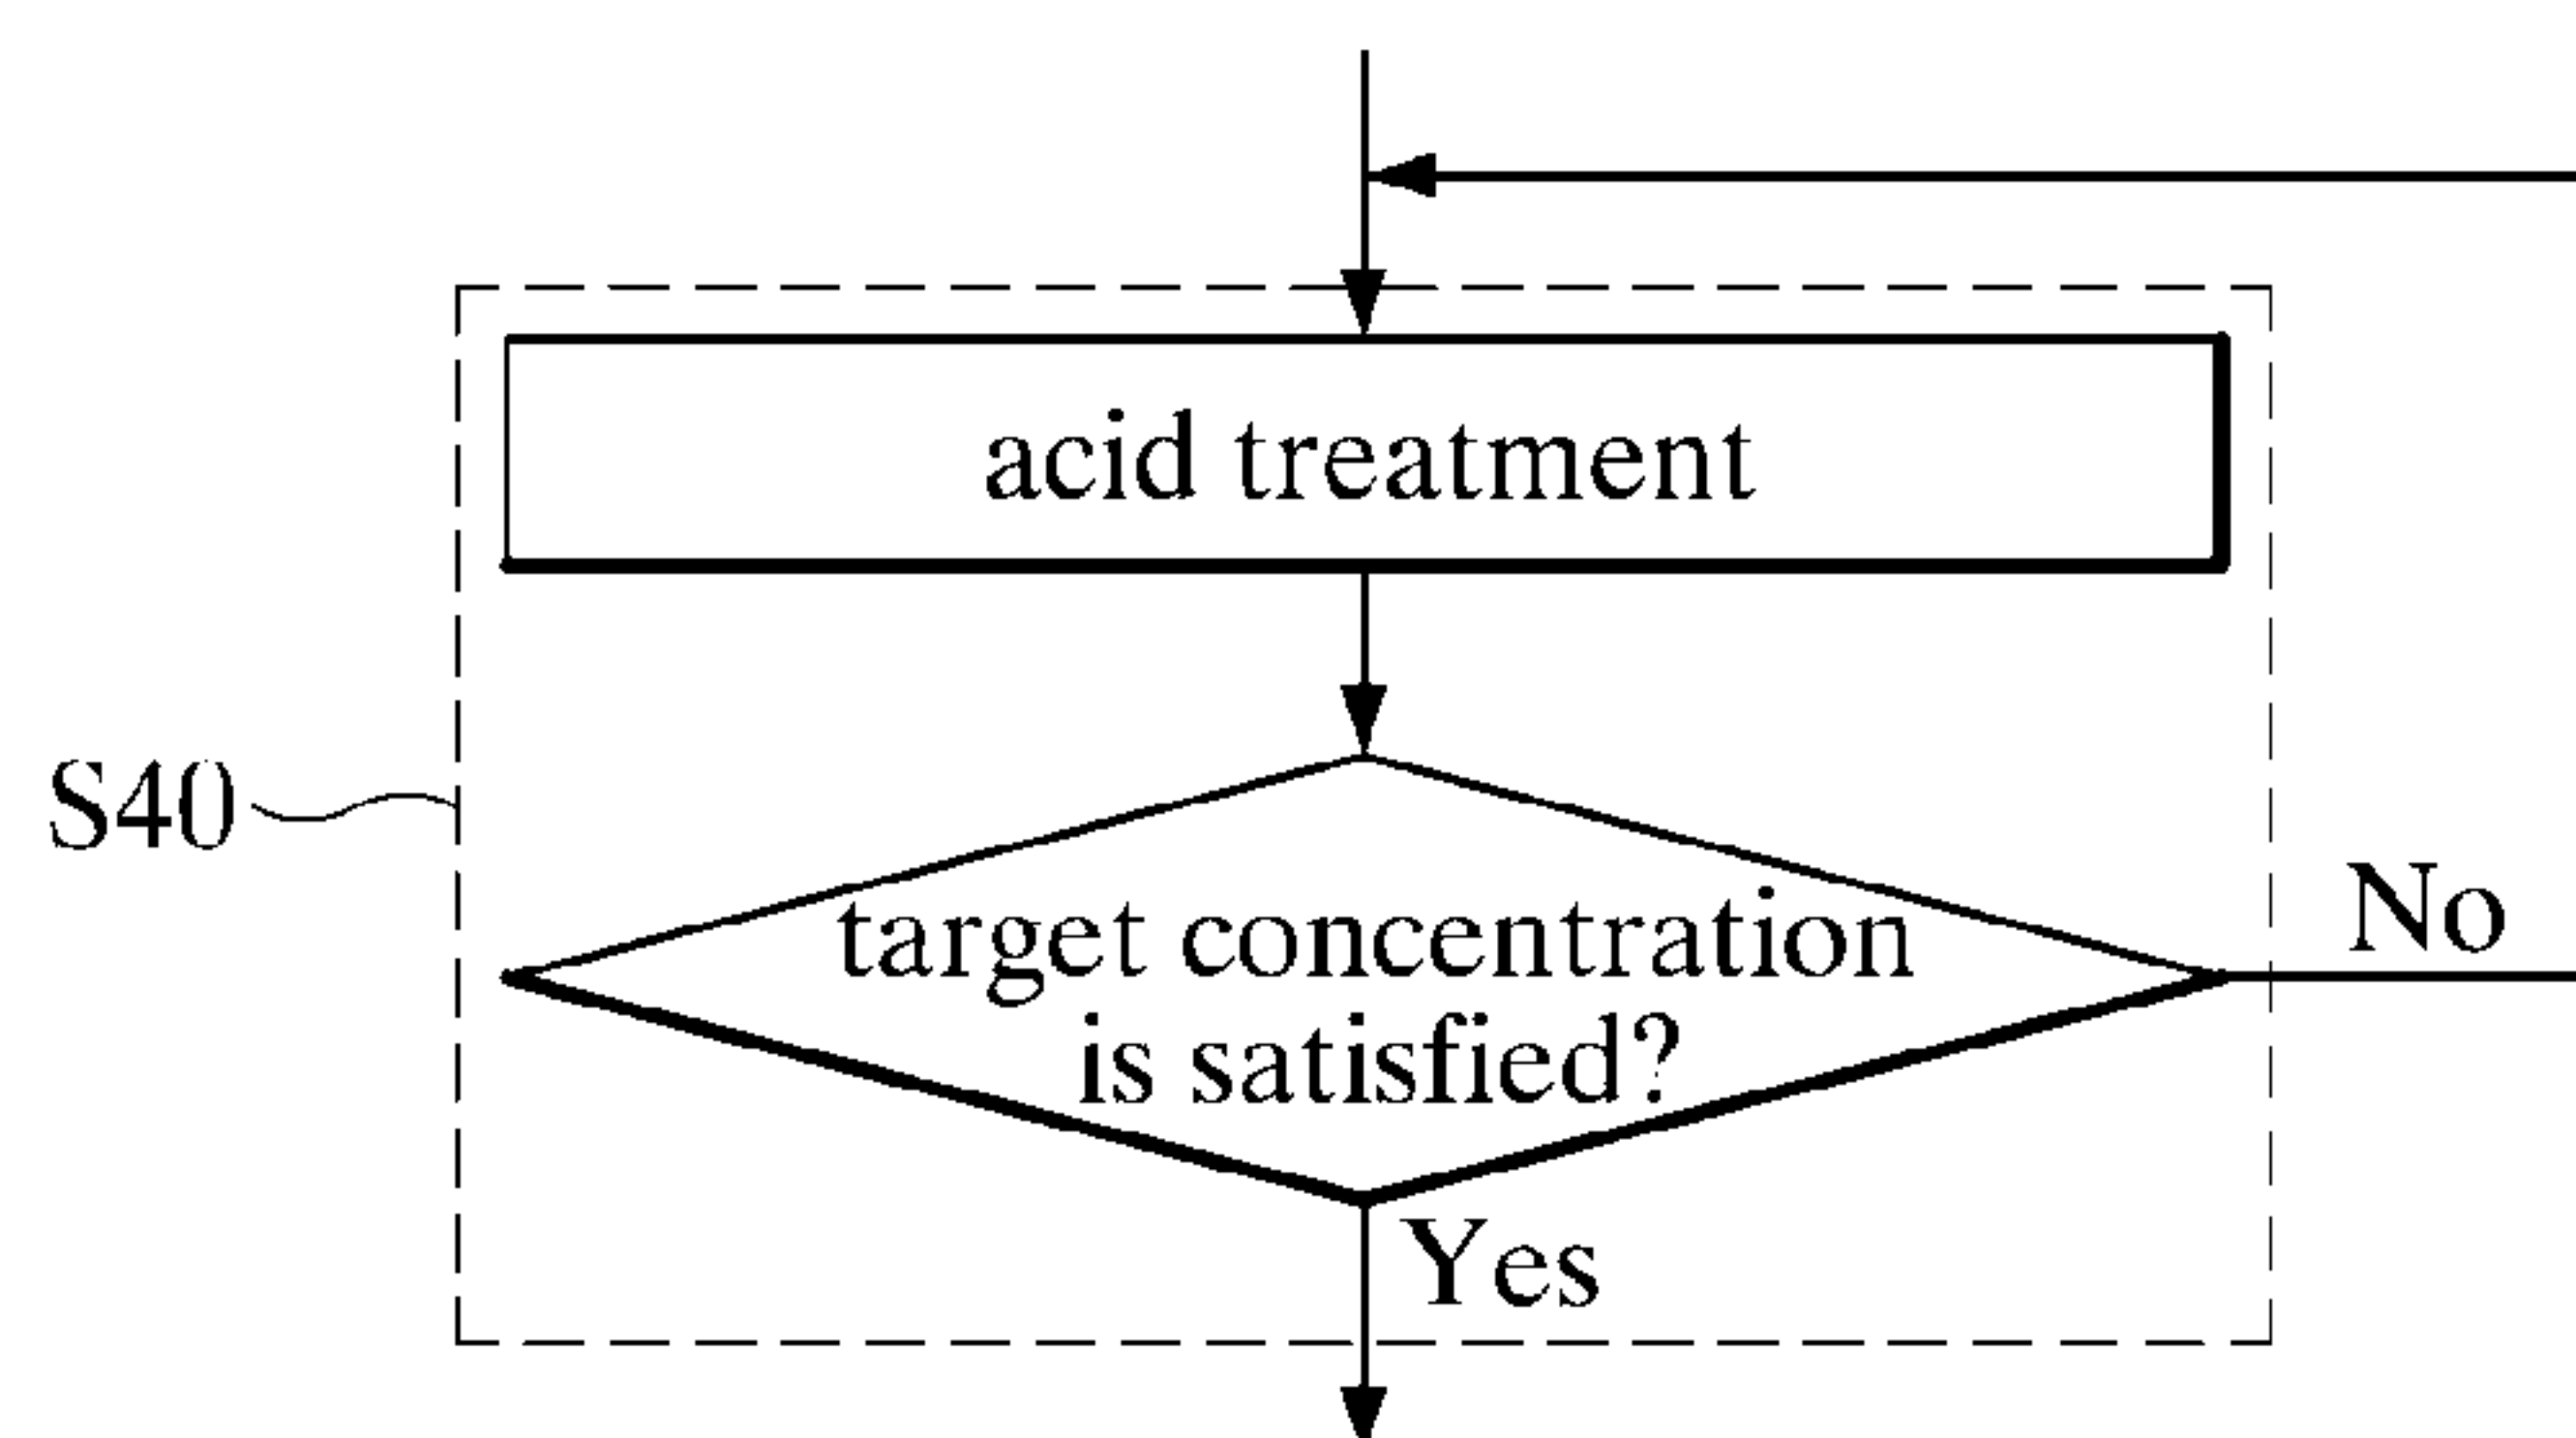 acid treatment
S40
target concentration
is satisfied?
No
Yes